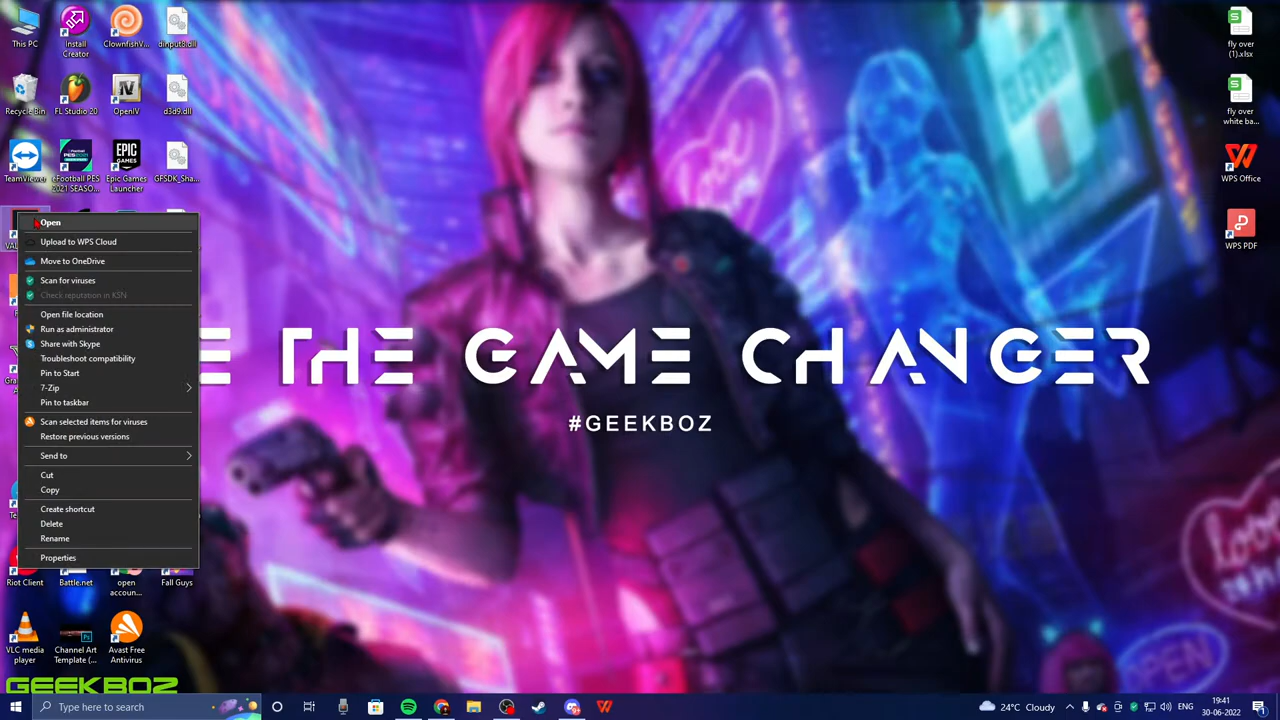 This PC
Install
Creator
ClownfishV...
dinput8.dll
Recycle Bin
FL Studio 20
OpenIV
d3d9.dll
TeamViewer
eFootball PES
2021 SEASO...
Epic Games
Launcher
GFSDK_Sha...
Open
Upload to WPS Cloud
Move to OneDrive
Scan for viruses
Check reputation in KSN
Open file location
Run as administrator
Share with Skype
Troubleshoot compatibility
Pin to Start
7-Zip
Pin to taskbar
Scan selected items for viruses
Restore previous versions
Send to
Cut
Copy
Create shortcut
Delete
Rename
Properties
Riot Client
Battle.net
open
accoun...
Fall Guys
VLC media
player
Channel Art
Template (...
Avast Free
Antivirus
GEEKBOZ
E THE GAME CHANGER
#GEEKBOZ
fly over
(1).xlsx
fly over
white ba...
WPS Office
WPS PDF
OPEN
Type here to search
24°C Cloudy
ENG
19:41
30-06-2022